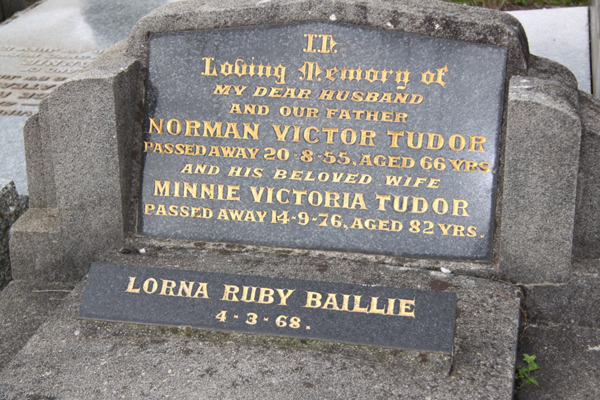 In
Loving Memory of
MY DEAR HUSBAND
AND OUR FATHER
NORMAN VICTOR TUDOR
PASSED AWAY 20-8-55, AGED 66 YRS.
AND HIS BELOVED WIFE
MINNIE VICTORIA TUDOR
PASSED AWAY 14-9-76, AGED 82 YRS.
LORNA RUBY BAILLIE
4-3-68.